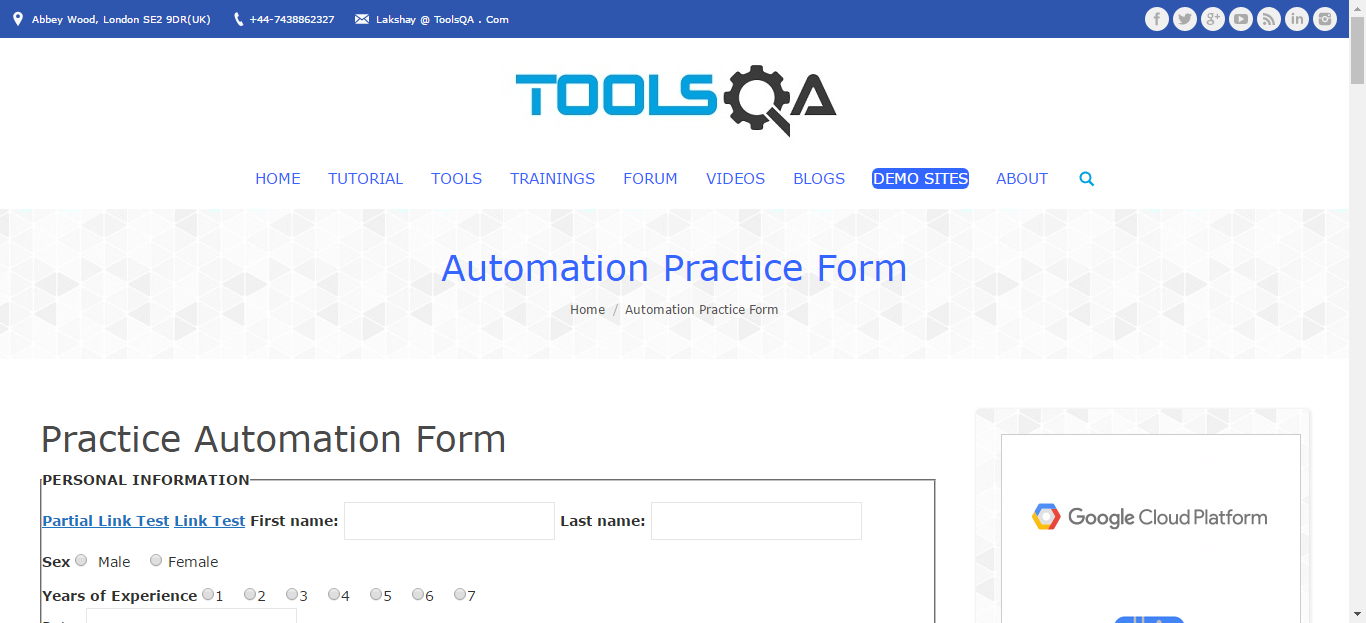 Abbey Wood, London SE2 9DR(UK) +44-7438862327 Lakshay @ ToolsQA . Com
TOOLSQA
HOME TUTORIAL TOOLS TRAININGS FORUM VIDEOS BLOGS DEMO SITES ABOUT
Automation Practice Form
Home / Automation Practice Form
Practice Automation Form
PERSONAL INFORMATION
Partial Link Test Link Test First name: Last name:
Google Cloud Platform
Sex Male Female
Years of Experience 1 2 3 4 5 6 7